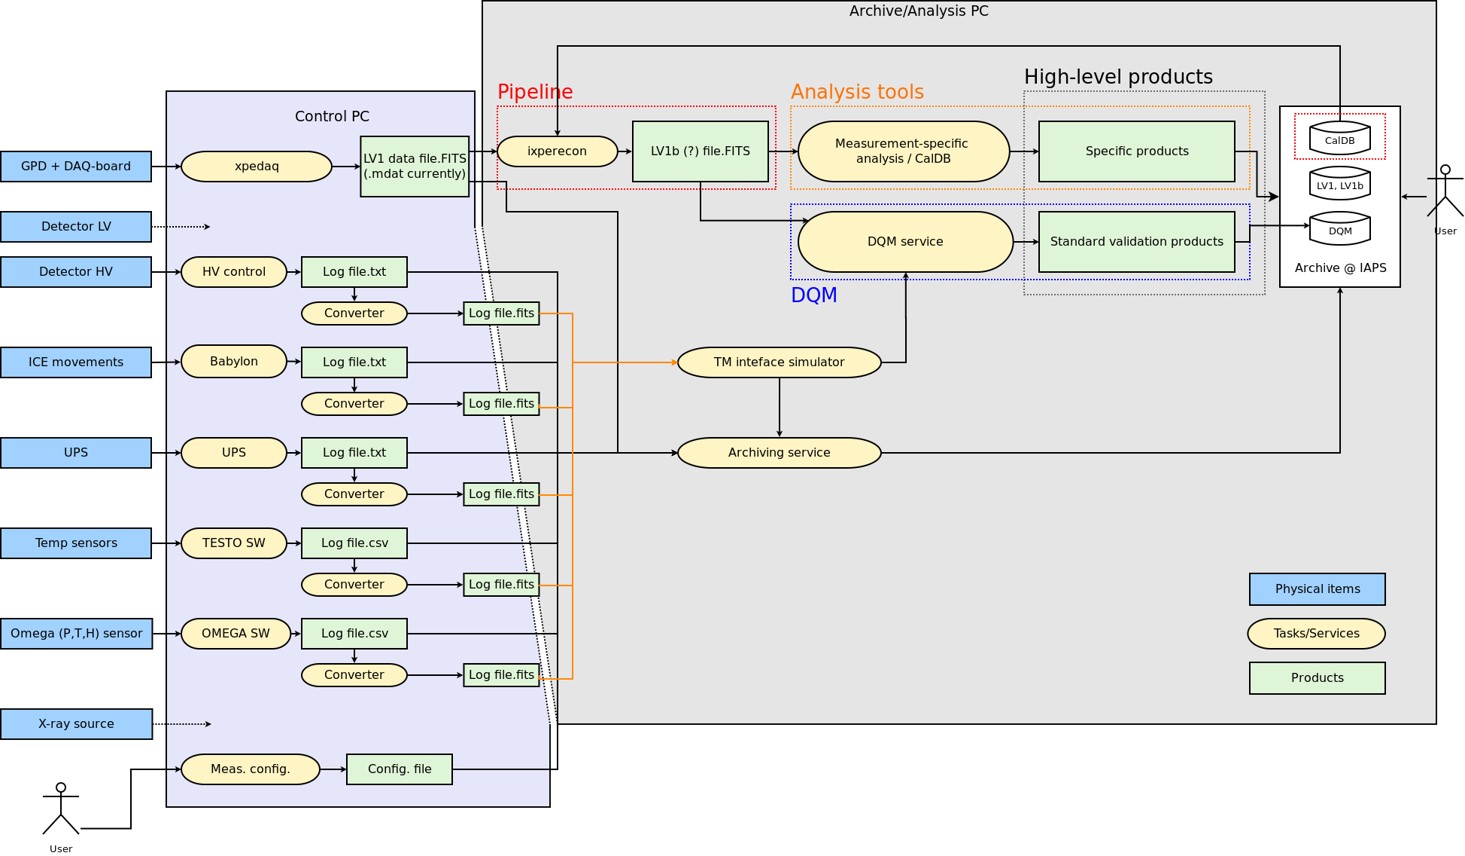 Archive/Analysis PC
High-level products
Pipeline
Analysis tools
Control PC
GPD + DAQ-board
xpedaq
LV1 data file.FITS
(.mdat currently)
ixperecon
LV1b (?) file.FITS
Measurement-specific
analysis / CalDB
Specific products
CalDB
LV1, LV1b
DQM
Archive @ IAPS
User
Detector LV
DQM service
Standard validation products
DQM
Detector HV
HV control
Log file.txt
Converter
Log file.fits
ICE movements
Babylon
Log file.txt
Converter
Log file.fits
TM inteface simulator
UPS
UPS
Log file.txt
Converter
Log file.fits
Archiving service
Temp sensors
TESTO SW
Log file.csv
Converter
Log file.fits
Omega (P,T,H) sensor
OMEGA SW
Log file.csv
Converter
Log file.fits
Physical items
Tasks/Services
Products
X-ray source
Meas. config.
Config. file
User